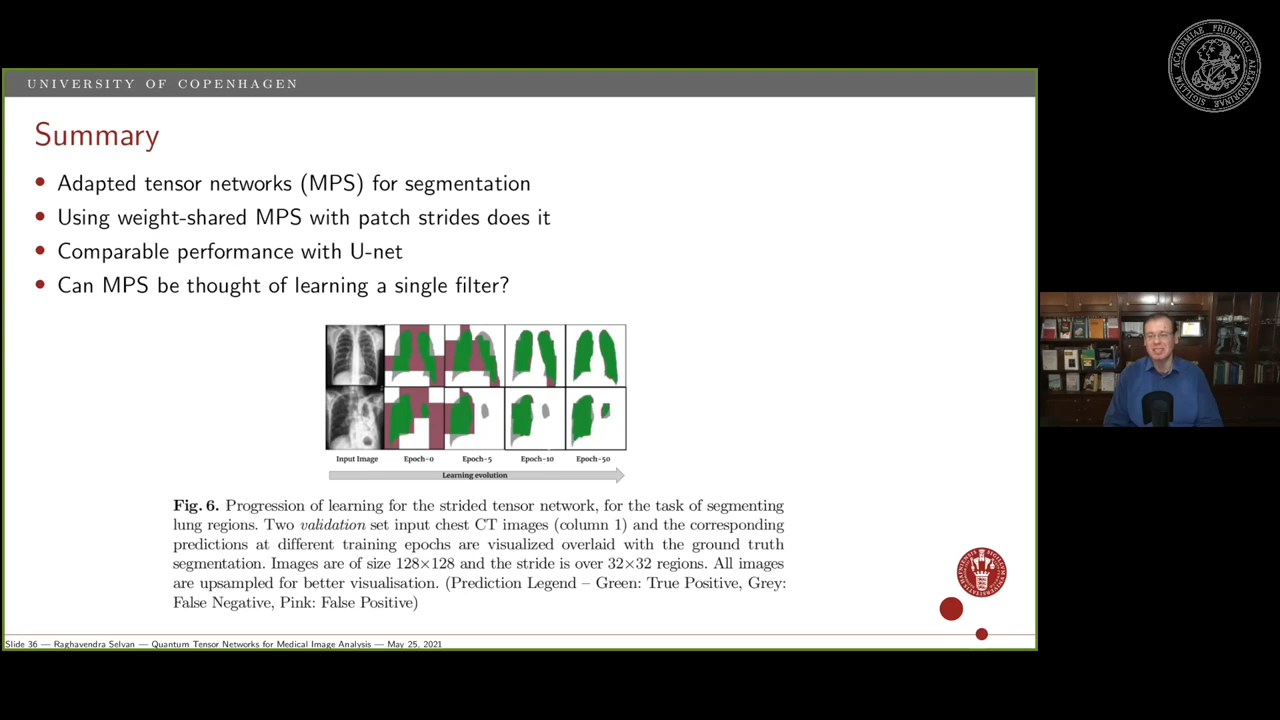 UNIVERSITY OF COPENHAGEN
Summary
• Adapted tensor networks (MPS) for segmentation
• Using weight-shared MPS with patch strides does it
• Comparable performance with U-net
• Can MPS be thought of learning a single filter?
Input Image Epoch-0 Epoch-5 Epoch-10 Epoch-50
Learning evolution
Fig. 6. Progression of learning for the strided tensor network, for the task of segmenting
lung regions. Two validation set input chest CT images (column 1) and the corresponding
predictions at different training epochs are visualized overlaid with the ground truth
segmentation. Images are of size 128×128 and the stride is over 32×32 regions. All images
are upsampled for better visualisation. (Prediction Legend – Green: True Positive, Grey:
False Negative, Pink: False Positive)
Slide 36 — Raghavendra Selvan — Quantum Tensor Networks for Medical Image Analysis — May 25, 2021
ACADEMIAE FRIDERICO ALEXANDRINAE SIGILLVM